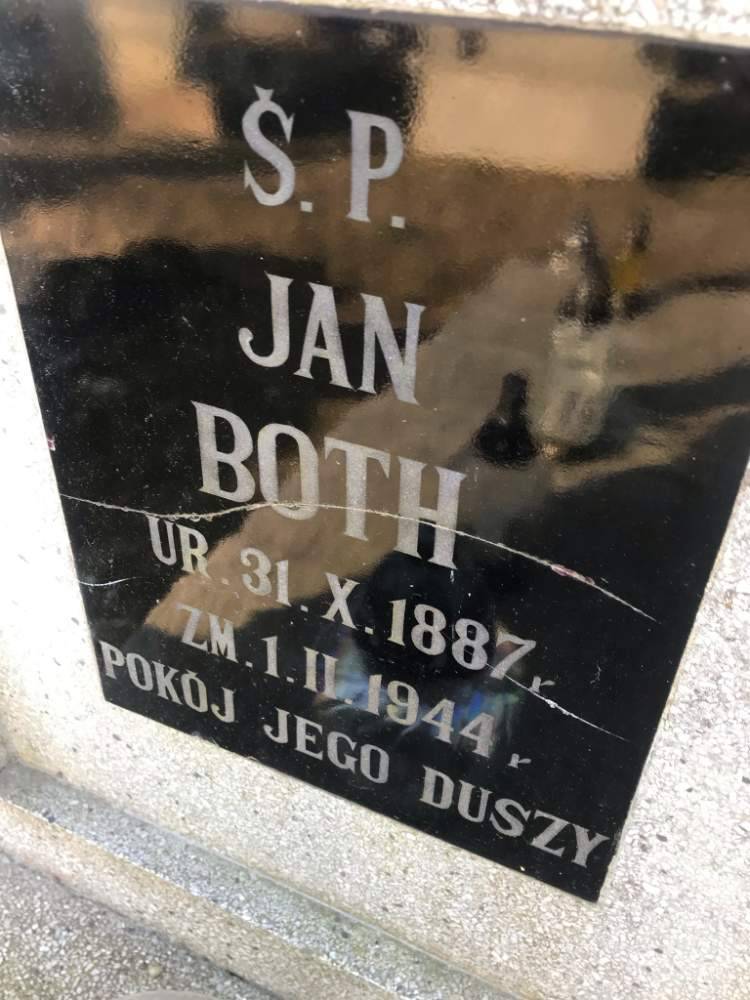 Ś. P.
JAN
BOTH
UR. 31. X. 1887 r
ZM. 1. II. 1944 r
POKÓJ JEGO DUSZY